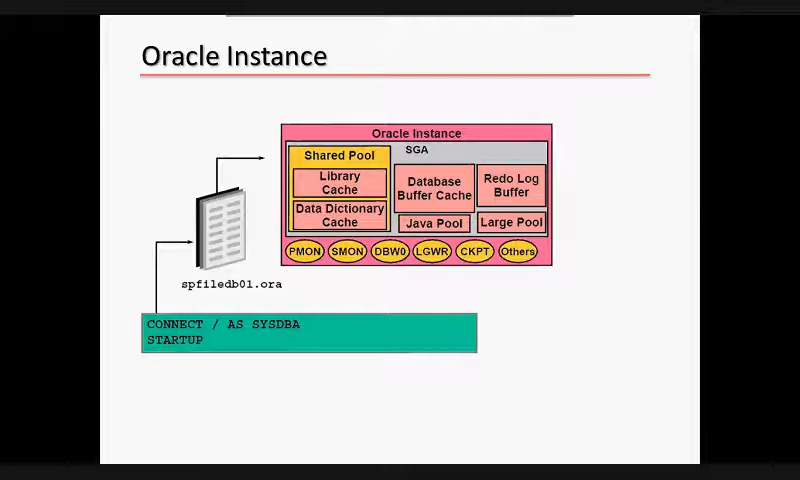 Oracle Instance
Oracle Instance
SGA
Shared Pool
Library
Cache
Data Dictionary
Cache
Database
Buffer Cache
Redo Log
Buffer
Java Pool
Large Pool
PMON
SMON
DBW0
LGWR
CKPT
Others
spfiledb01.ora
CONNECT / AS SYSDBA
STARTUP